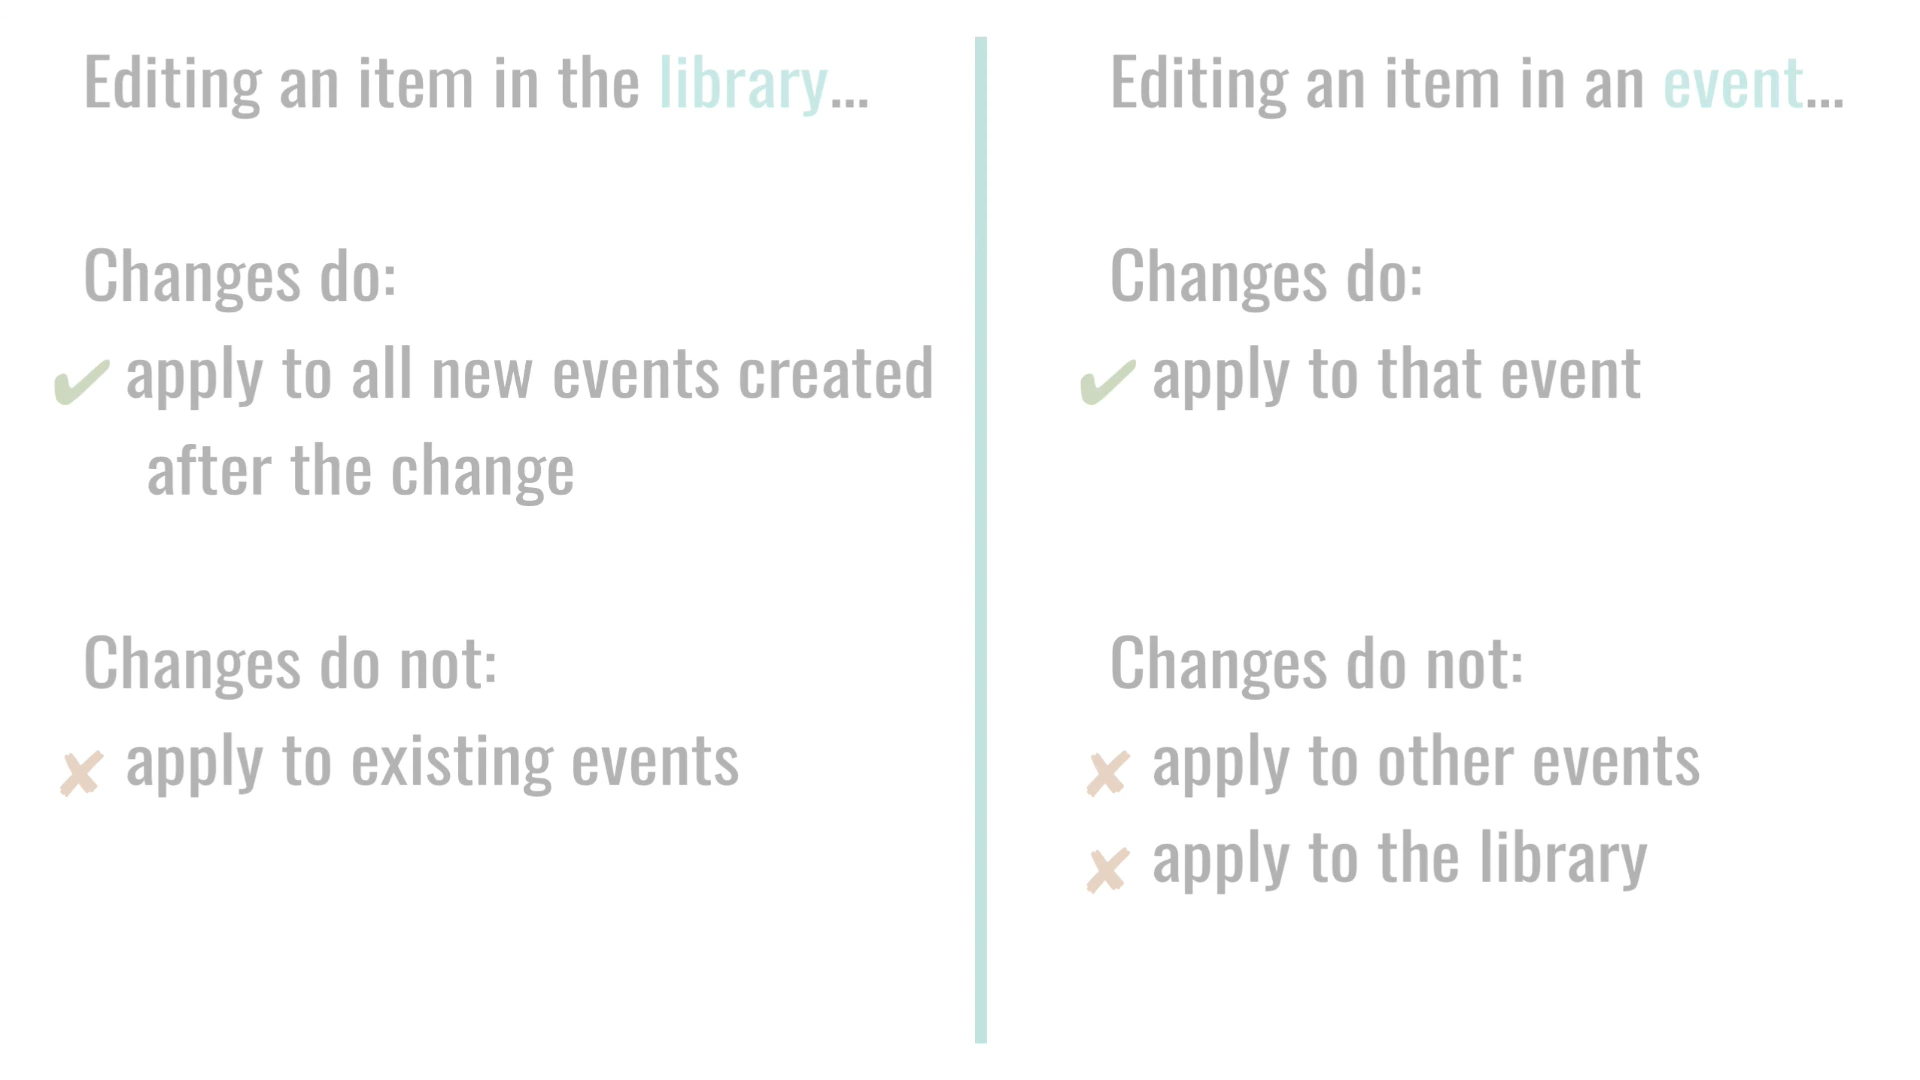 Editing an item in the library...
Changes do:
✔ apply to all new events created
after the change
Changes do not:
✘ apply to existing events
Editing an item in an event...
Changes do:
✔ apply to that event
Changes do not:
✘ apply to other events
✘ apply to the library